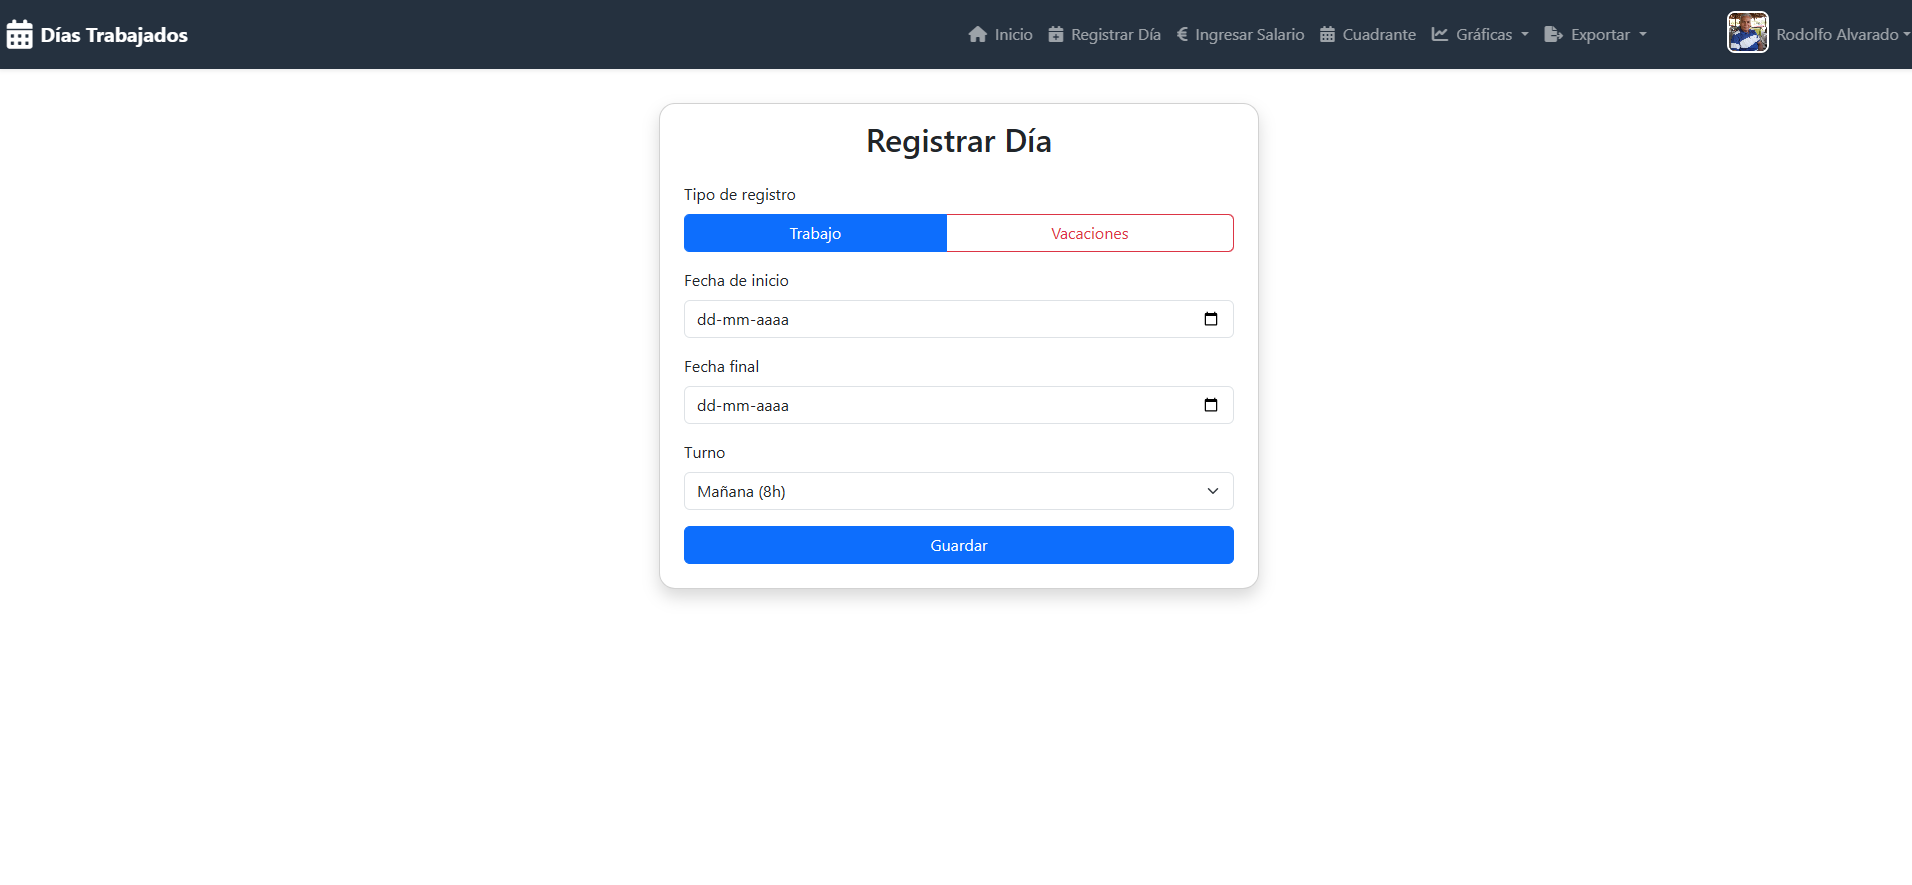 Días Trabajados
Inicio Registrar Día Ingresar Salario Cuadrante Gráficas Exportar Rodolfo Alvarado
Registrar Día
Tipo de registro
Trabajo Vacaciones
Fecha de inicio
dd-mm-aaaa
Fecha final
dd-mm-aaaa
Turno
Mañana (8h)
Guardar